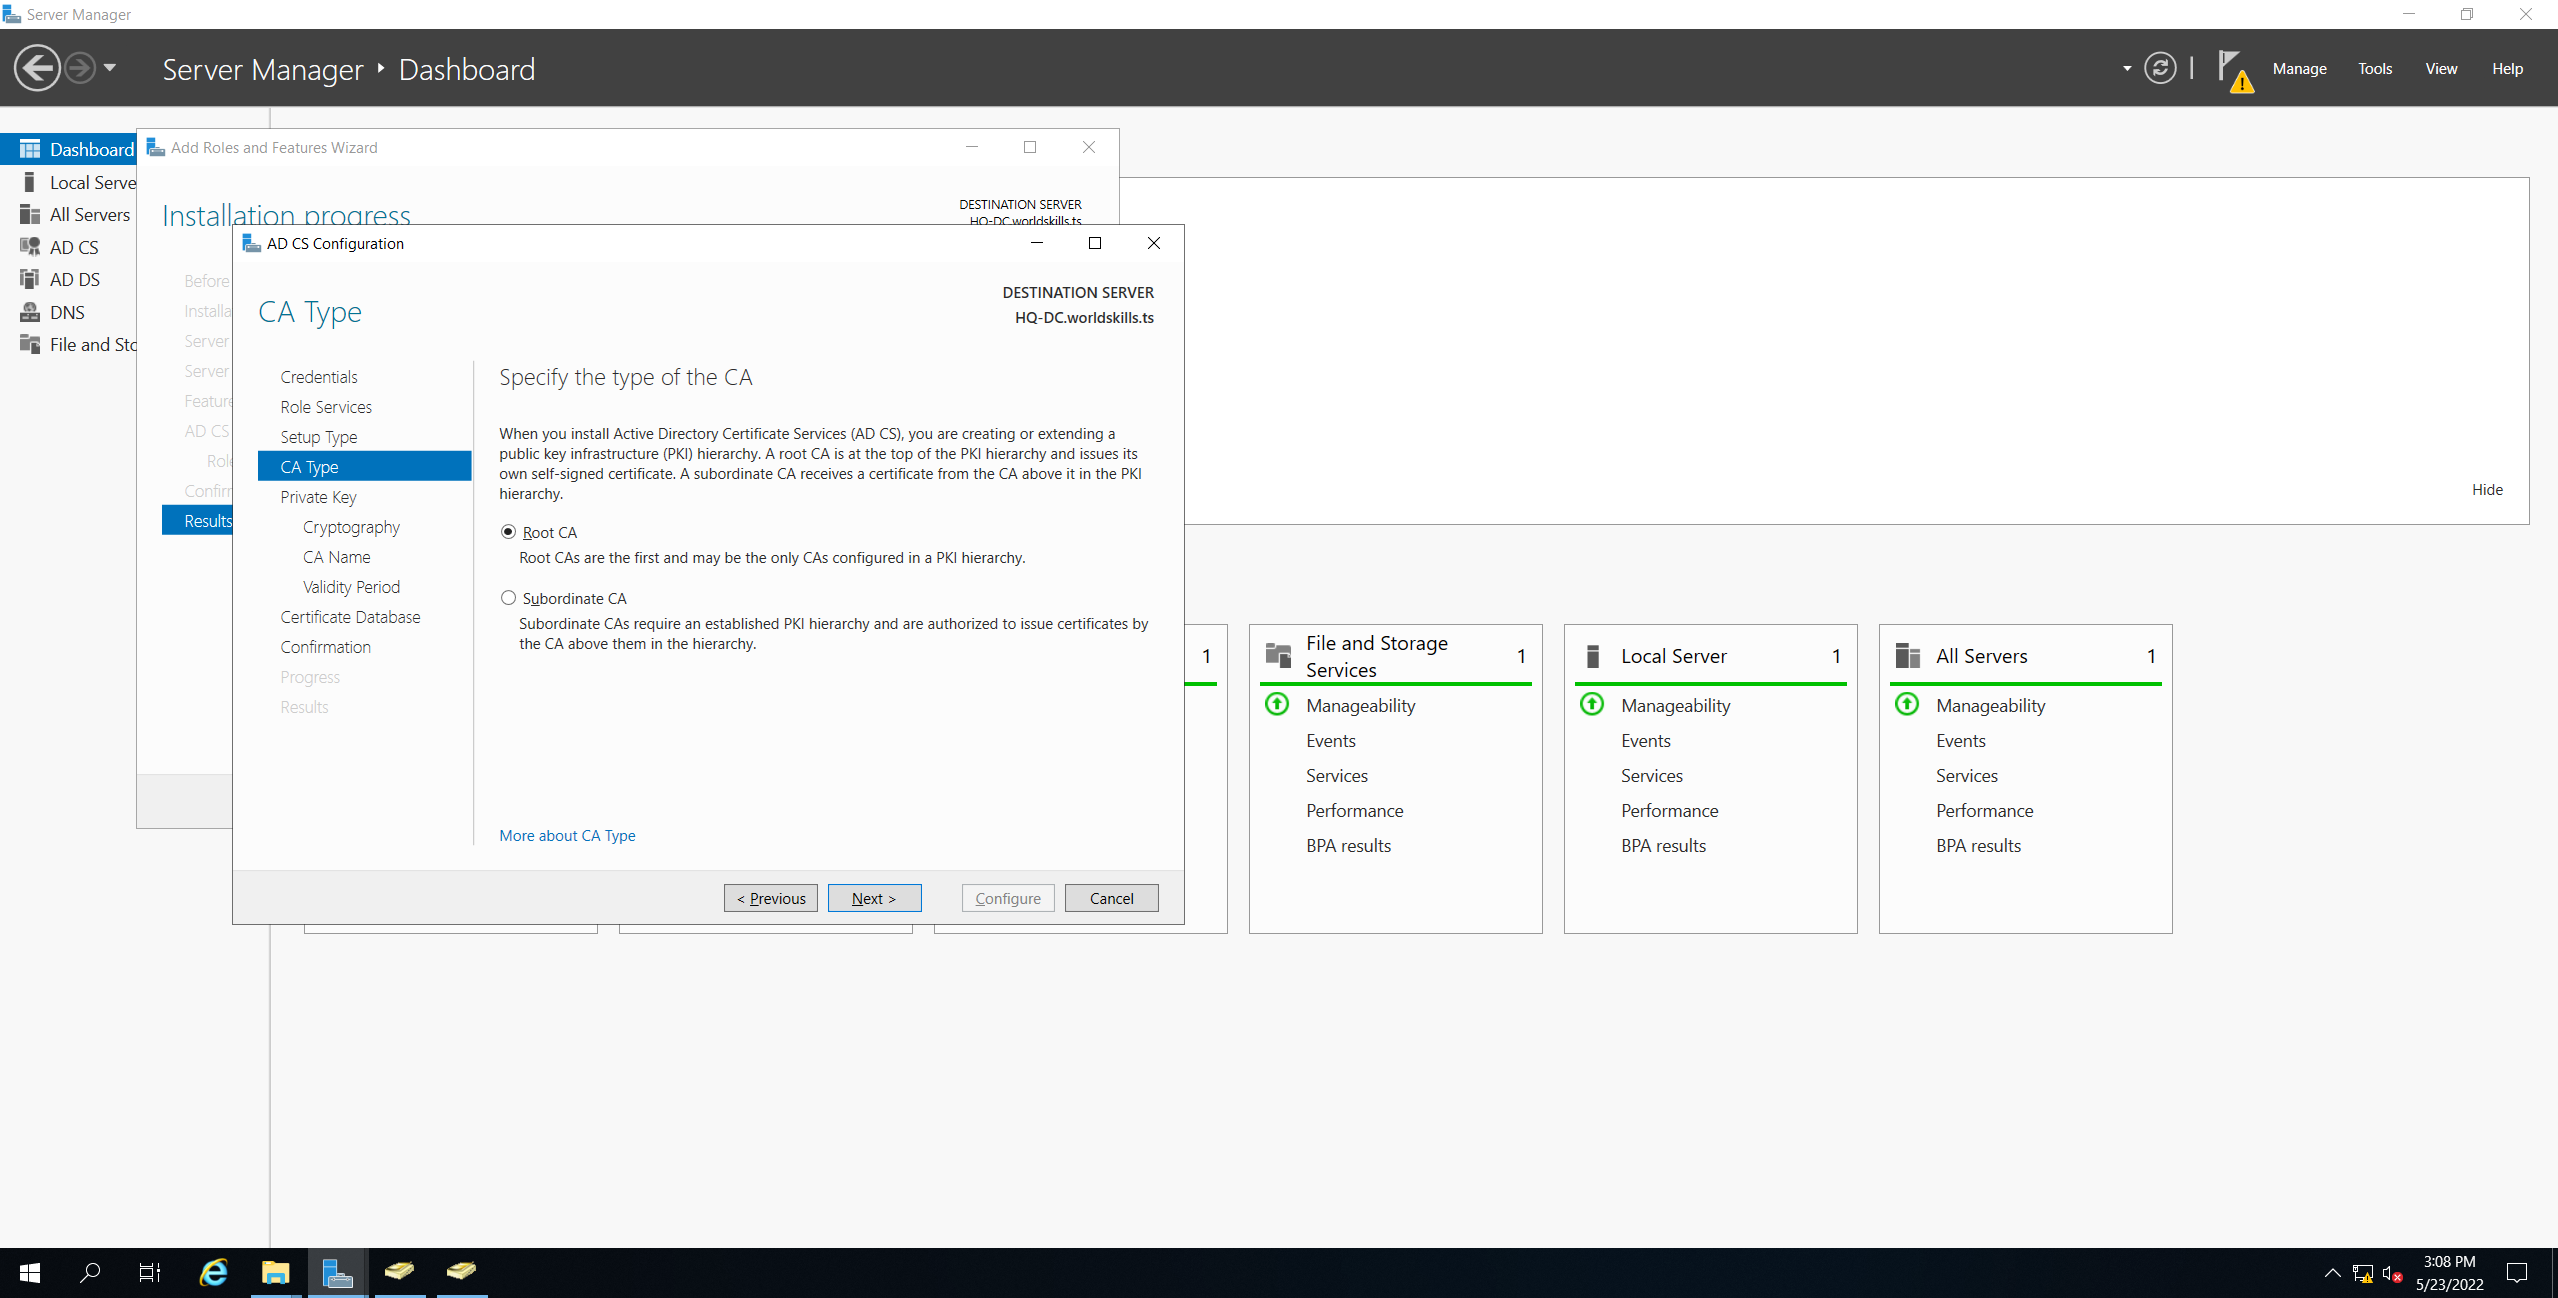 Server Manager
Server Manager
Dashboard
Manage
Tools
View
Help
Dashboard
Local Serve
All Servers
AD CS
AD DS
DNS
File and Sto
Add Roles and Features Wizard
Installation progress
DESTINATION SERVER
HQ-DC.worldskills.ts
Before
Installa
Server
Server
Feature
AD CS
Role
Confirm
Results
AD CS Configuration
CA Type
DESTINATION SERVER
HQ-DC.worldskills.ts
Credentials
Role Services
Setup Type
CA Type
Private Key
Cryptography
CA Name
Validity Period
Certificate Database
Confirmation
Progress
Results
Specify the type of the CA
When you install Active Directory Certificate Services (AD CS), you are creating or extending a
public key infrastructure (PKI) hierarchy. A root CA is at the top of the PKI hierarchy and issues its
own self-signed certificate. A subordinate CA receives a certificate from the CA above it in the PKI
hierarchy.
Root CA
Root CAs are the first and may be the only CAs configured in a PKI hierarchy.
Subordinate CA
Subordinate CAs require an established PKI hierarchy and are authorized to issue certificates by
the CA above them in the hierarchy.
More about CA Type
< Previous
Next >
Configure
Cancel
Hide
1
File and Storage
Services
1
Manageability
Events
Services
Performance
BPA results
Local Server
1
Manageability
Events
Services
Performance
BPA results
All Servers
1
Manageability
Events
Services
Performance
BPA results
3:08 PM
5/23/2022